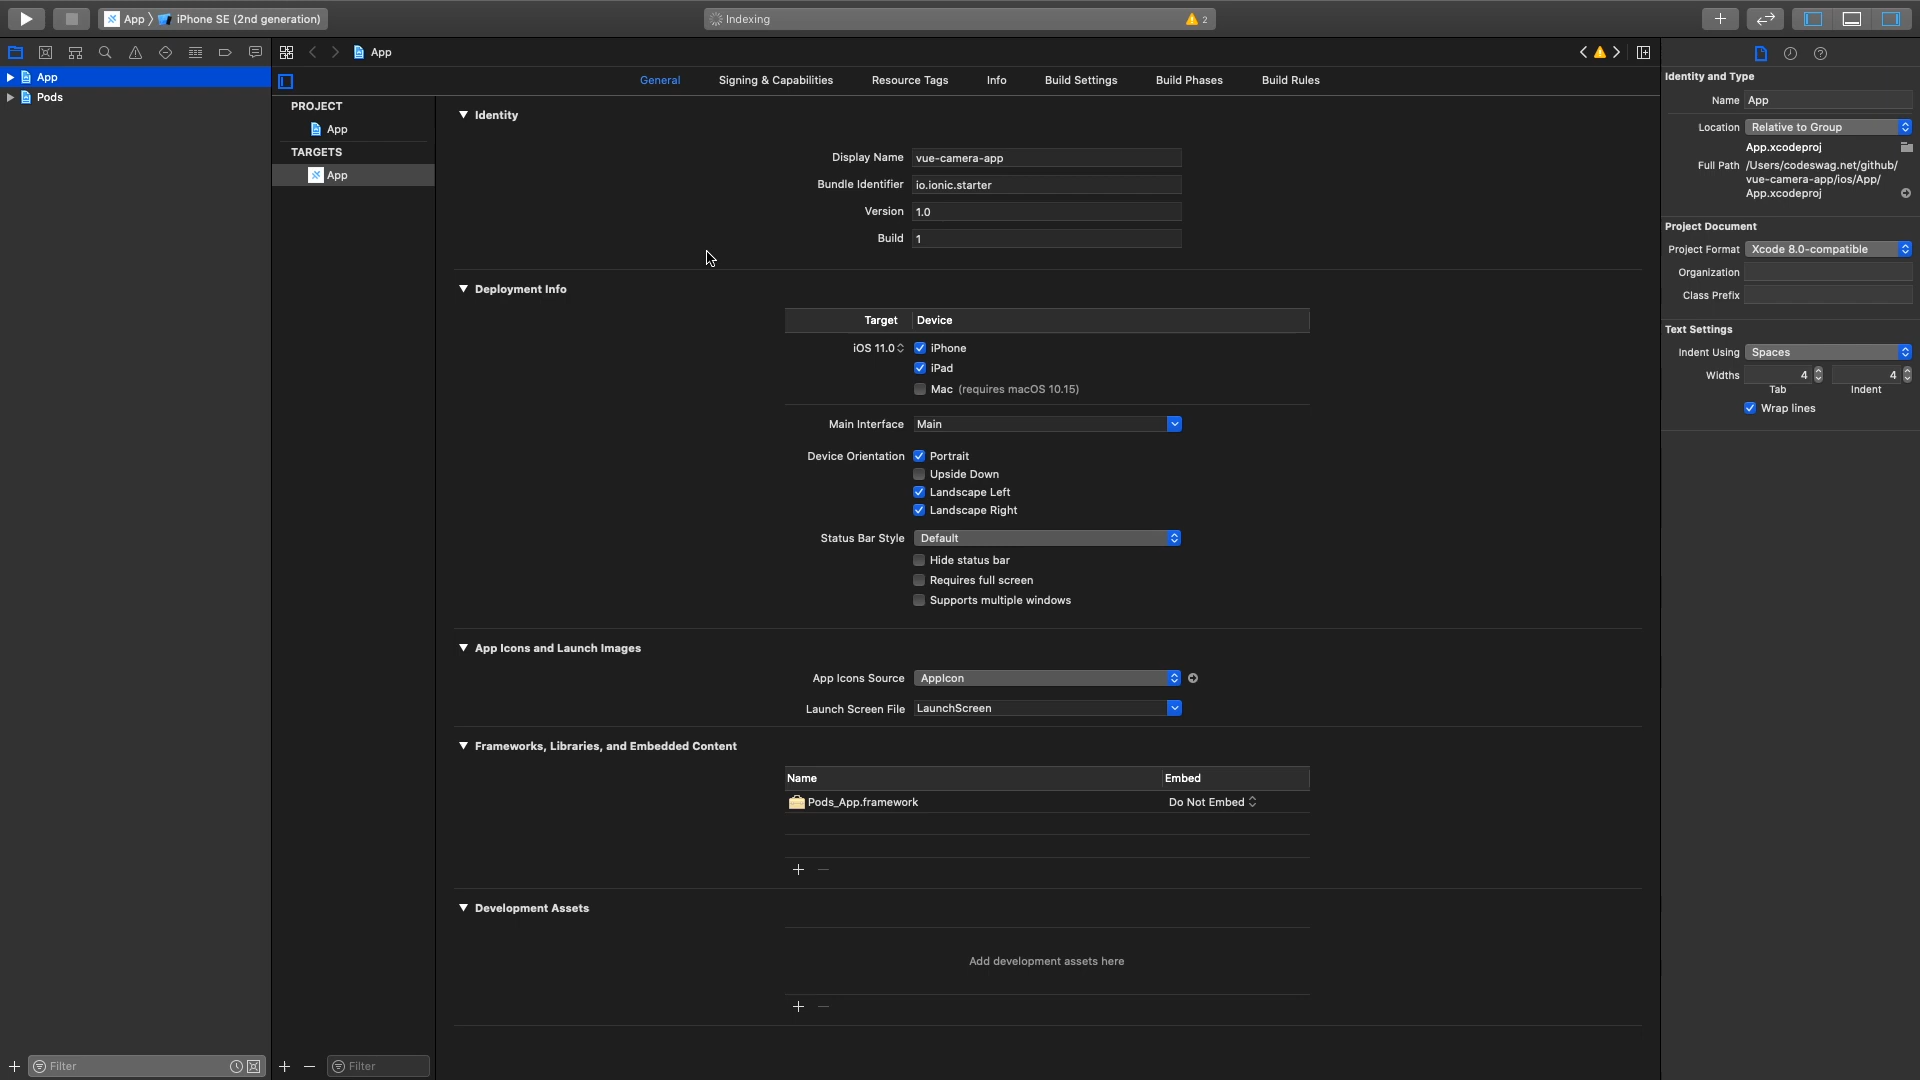 App
iPhone SE (2nd generation)
Indexing
2
App
App
Pods
General
Signing & Capabilities
Resource Tags
Info
Build Settings
Build Phases
Build Rules
PROJECT
App
TARGETS
App
Identity
Display Name
vue-camera-app
Bundle Identifier
io.ionic.starter
Version
1.0
Build
1
Deployment Info
Target
Device
iOS 11.0
iPhone
iPad
Mac (requires macOS 10.15)
Main Interface
Main
Device Orientation
Portrait
Upside Down
Landscape Left
Landscape Right
Status Bar Style
Default
Hide status bar
Requires full screen
Supports multiple windows
App Icons and Launch Images
App Icons Source
AppIcon
Launch Screen File
LaunchScreen
Frameworks, Libraries, and Embedded Content
Name
Embed
Pods_App.framework
Do Not Embed
Development Assets
Add development assets here
Filter
Filter
Identity and Type
Name
App
Location
Relative to Group
App.xcodeproj
Full Path
/Users/codeswag.net/github/
vue-camera-app/ios/App/
App.xcodeproj
Project Document
Project Format
Xcode 8.0-compatible
Organization
Class Prefix
Text Settings
Indent Using
Spaces
Widths
4
4
Tab
Indent
Wrap lines